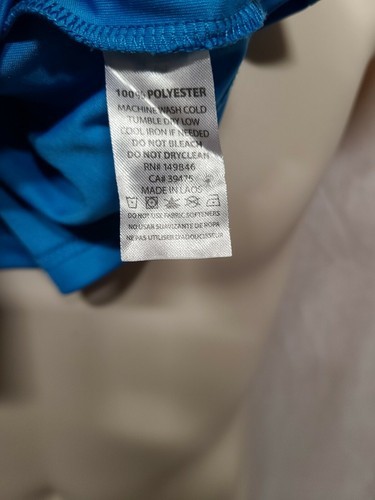 100% POLYESTER
MACHINE WASH COLD
TUMBLE DRY LOW
COOL IRON IF NEEDED
DO NOT BLEACH
DO NOT DRYCLEAN
RN# 149846
CA# 39475
MADE IN LAOS
DO NOT USE FABRIC SOFTENERS
NO USAR SUAVIZANTE DE ROPA
NE PAS UTILISER D'ADOUCISSEUR